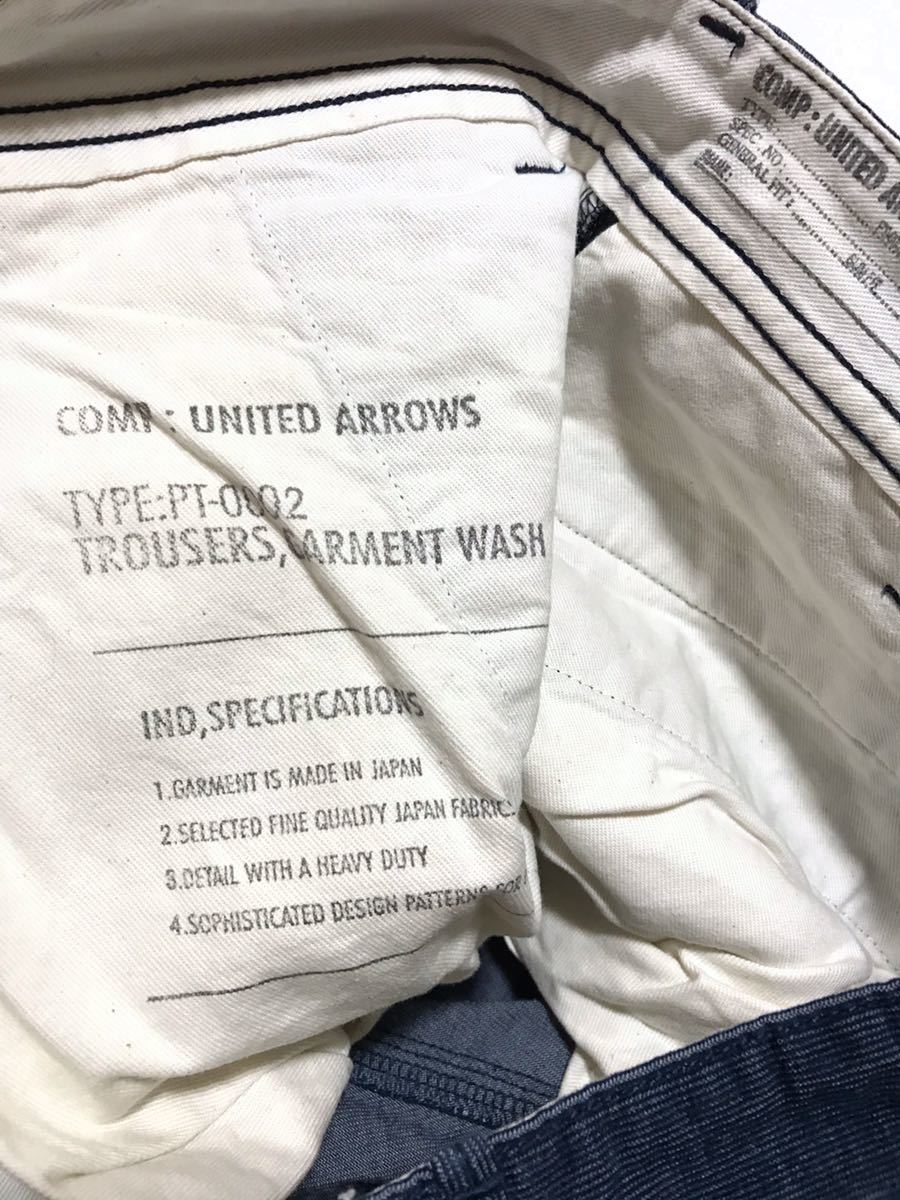 COMP : UNITED ARROWS
TYPE:PT-0002
TROUSERS, GARMENT WASH
IND,SPECIFICATIONS
1.GARMENT IS MADE IN JAPAN
2.SELECTED FINE QUALITY JAPAN FABRIC
3.DETAIL WITH A HEAVY DUTY
4.SOPHISTICATED DESIGN PATTERNS FOR
COMP : UNITED
TYPE:
SPEC. NO.
GENERAL FIT: